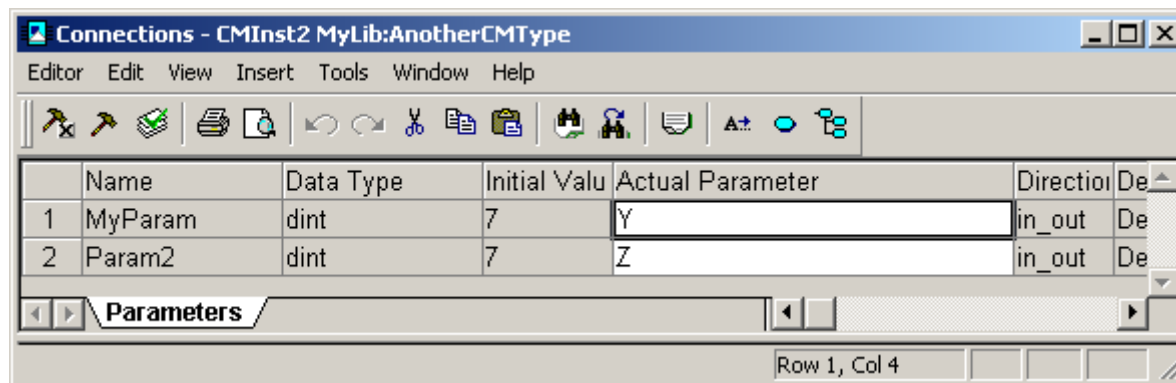 Connections - CMInst2 MyLib:AnotherCMType
Editor Edit View Insert Tools Window Help
Name Data Type Initial Valu Actual Parameter Direction De
1 MyParam dint 7 Y in_out De
2 Param2 dint 7 Z in_out De
Parameters
Row 1, Col 4